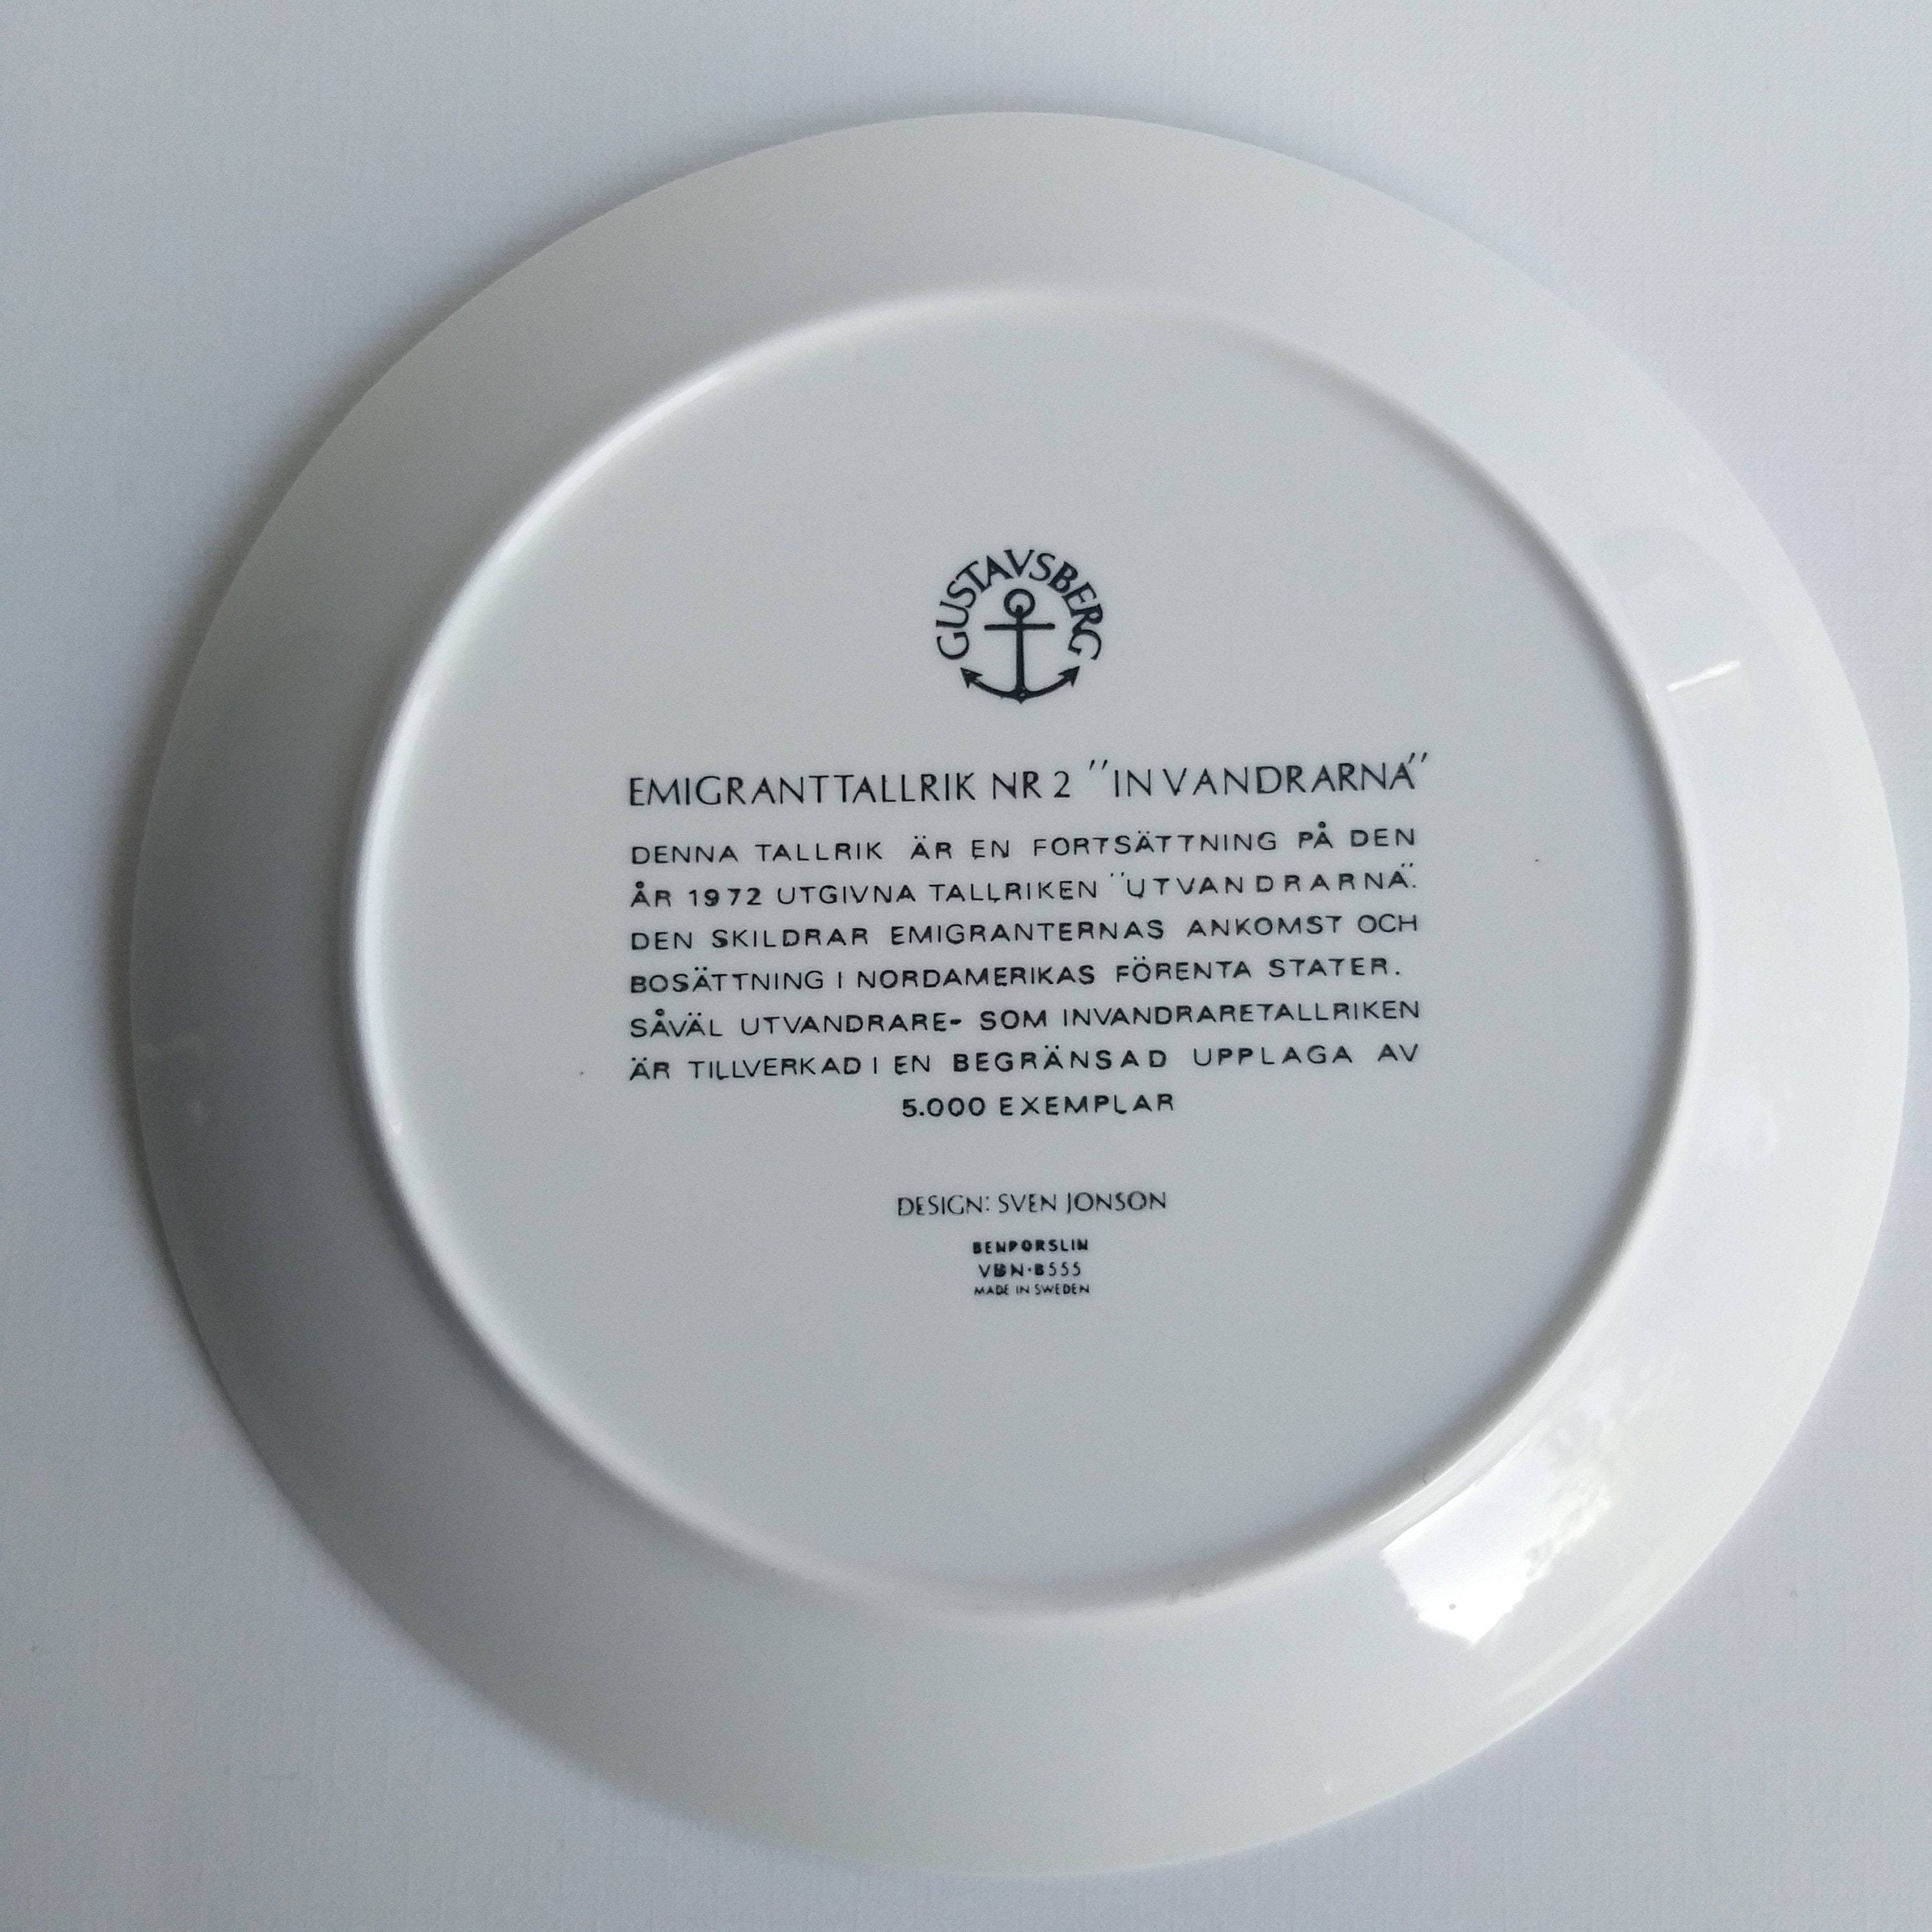 GUSTAVSBERG
EMIGRANTTALLRIK NR 2 "INVANDRARNA"
DENNA TALLRIK ÄR EN FORTSÄTTNING PÅ DEN
ÅR 1972 UTGIVNA TALLRIKEN "UTVANDRARNA".
DEN SKILDRAR EMIGRANTERNAS ANKOMST OCH
BOSÄTTNING I NORDAMERIKAS FÖRENTA STATER.
SÅVÄL UTVANDRARE- SOM INVANDRARETALLRIKEN
ÄR TILLVERKAD I EN BEGRÄNSAD UPPLAGA AV
5.000 EXEMPLAR
DESIGN: SVEN JONSON
BENPORSLIN
VBN·B555
MADE IN SWEDEN